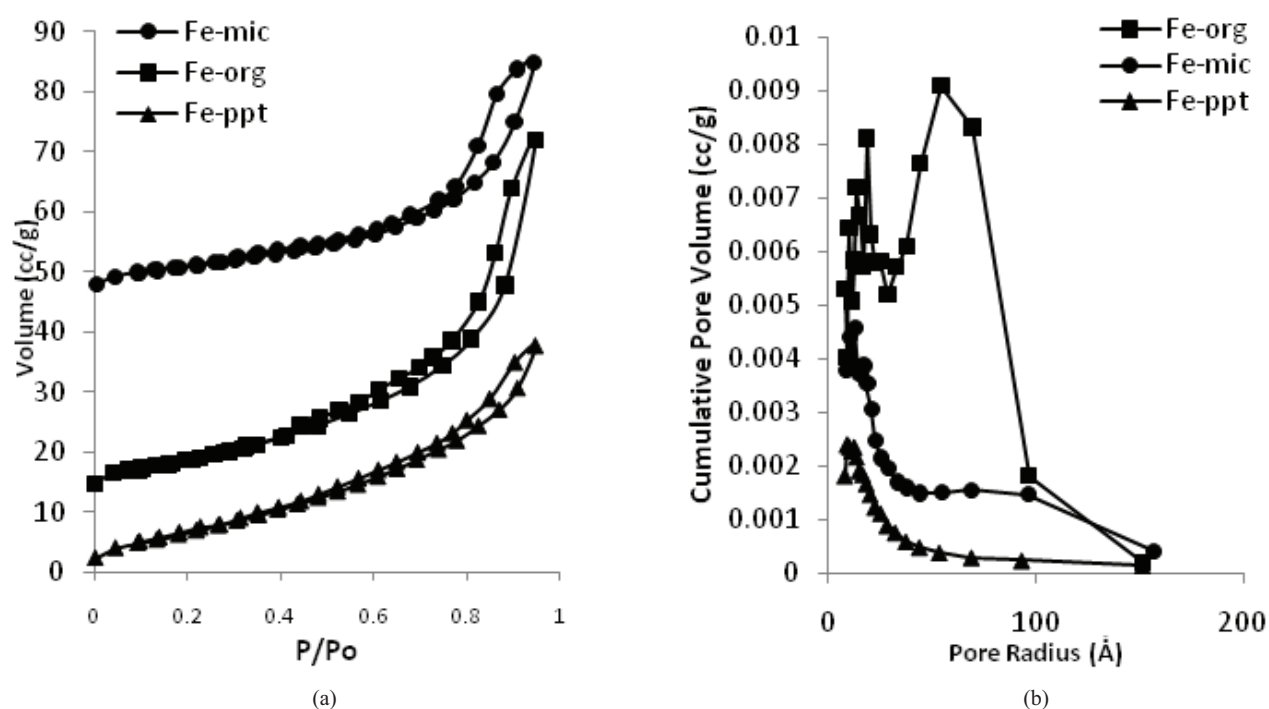 Fe-mic
Fe-org
Fe-ppt
90
80
70
60
50
40
30
20
10
0
Volume (cc/g)
0 0.2 0.4 0.6 0.8 1
P/Po
(a)
Fe-org
Fe-mic
Fe-ppt
0.01
0.009
0.008
0.007
0.006
0.005
0.004
0.003
0.002
0.001
0
Cumulative Pore Volume (cc/g)
0 100 200
Pore Radius (Å)
(b)